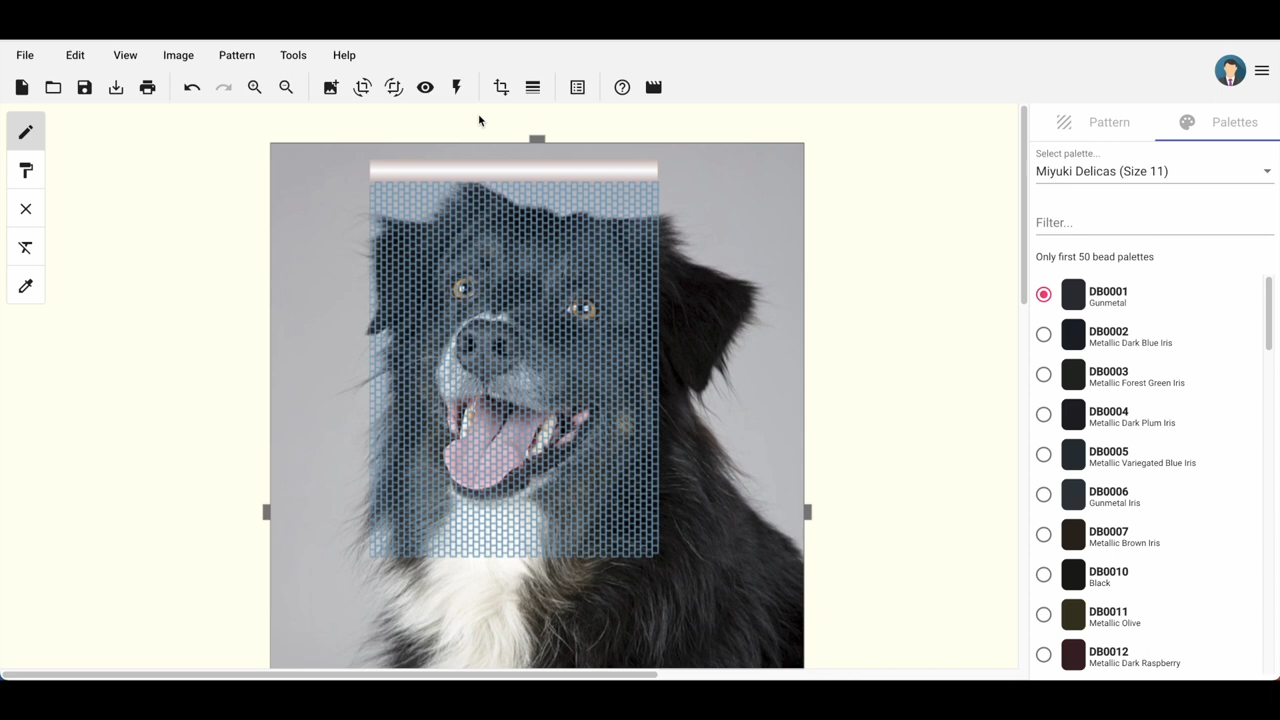 File Edit View Image Pattern Tools Help
Pattern Palettes
Select palette...
Miyuki Delicas (Size 11)
Filter...
Only first 50 bead palettes
DB0001
Gunmetal
DB0002
Metallic Dark Blue Iris
DB0003
Metallic Forest Green Iris
DB0004
Metallic Dark Plum Iris
DB0005
Metallic Variegated Blue Iris
DB0006
Gunmetal Iris
DB0007
Metallic Brown Iris
DB0010
Black
DB0011
Metallic Olive
DB0012
Metallic Dark Raspberry